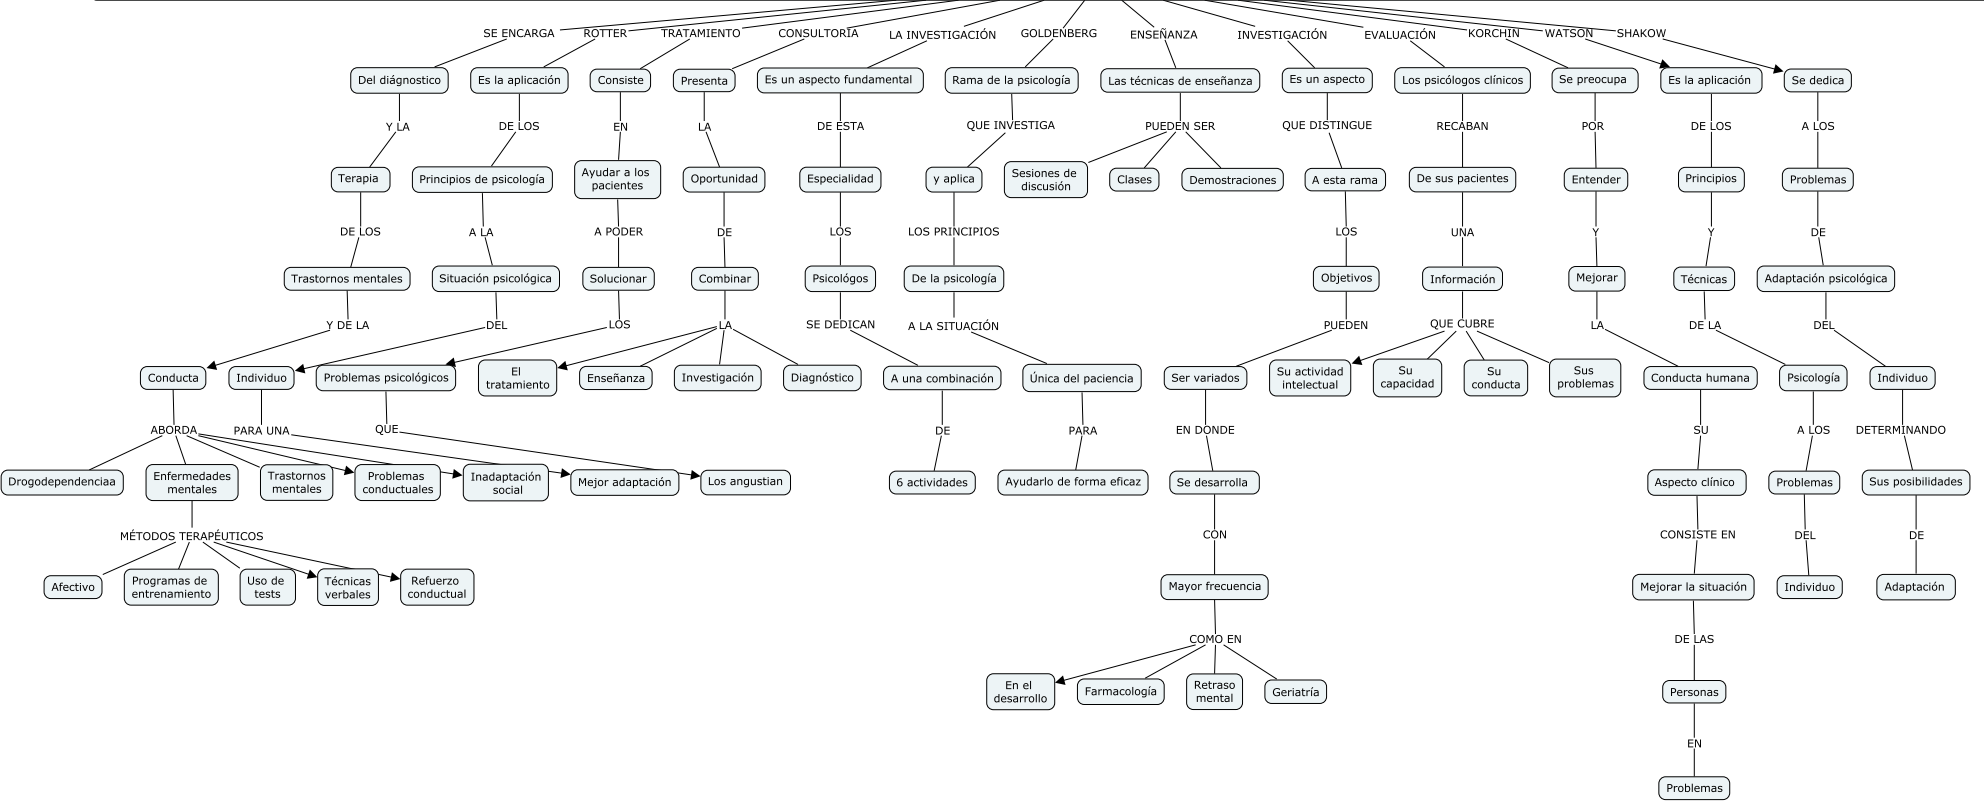 SE ENCARGA
ROTTER
TRATAMIENTO
CONSULTORIA
LA INVESTIGACIÓN
GOLDENBERG
ENSEÑANZA
INVESTIGACIÓN
EVALUACIÓN
KORCHIN
WATSON
SHAKOW
Del diágnostico
Es la aplicación
Consiste
Presenta
Es un aspecto fundamental
Rama de la psicología
Las técnicas de enseñanza
Es un aspecto
Los psicólogos clínicos
Se preocupa
Es la aplicación
Se dedica
Y LA
DE LOS
EN
LA
DE ESTA
QUE INVESTIGA
PUEDEN SER
QUE DISTINGUE
RECABAN
POR
DE LOS
A LOS
Terapia
Principios de psicología
Ayudar a los
pacientes
Oportunidad
Especialidad
y aplica
Sesiones de
discusión
Clases
Demostraciones
A esta rama
De sus pacientes
Entender
Principios
Problemas
DE LOS
A LA
A PODER
DE
LOS
LOS PRINCIPIOS
LOS
UNA
Y
Y
DE
Trastornos mentales
Situación psicológica
Solucionar
Combinar
Psicológos
De la psicología
Objetivos
Información
Mejorar
Técnicas
Adaptación psicológica
Y DE LA
DEL
LOS
LA
SE DEDICAN
A LA SITUACIÓN
PUEDEN
QUE CUBRE
LA
DE LA
DEL
Conducta
Individuo
Problemas psicológicos
El
tratamiento
Enseñanza
Investigación
Diagnóstico
A una combinación
Única del paciencia
Ser variados
Su actividad
intelectual
Su
capacidad
Su
conducta
Sus
problemas
Conducta humana
Psicología
Individuo
ABORDA
PARA UNA
QUE
DE
PARA
EN DONDE
SU
A LOS
DETERMINANDO
Drogodependenciaa
Enfermedades
mentales
Trastornos
mentales
Problemas
conductuales
Inadaptación
social
Mejor adaptación
Los angustian
6 actividades
Ayudarlo de forma eficaz
Se desarrolla
Aspecto clínico
Problemas
Sus posibilidades
MÉTODOS TERAPÉUTICOS
CON
CONSISTE EN
DEL
DE
Afectivo
Programas de
entrenamiento
Uso de
tests
Técnicas
verbales
Refuerzo
conductual
Mayor frecuencia
Mejorar la situación
Individuo
Adaptación
COMO EN
DE LAS
En el
desarrollo
Farmacología
Retraso
mental
Geriatría
Personas
EN
Problemas